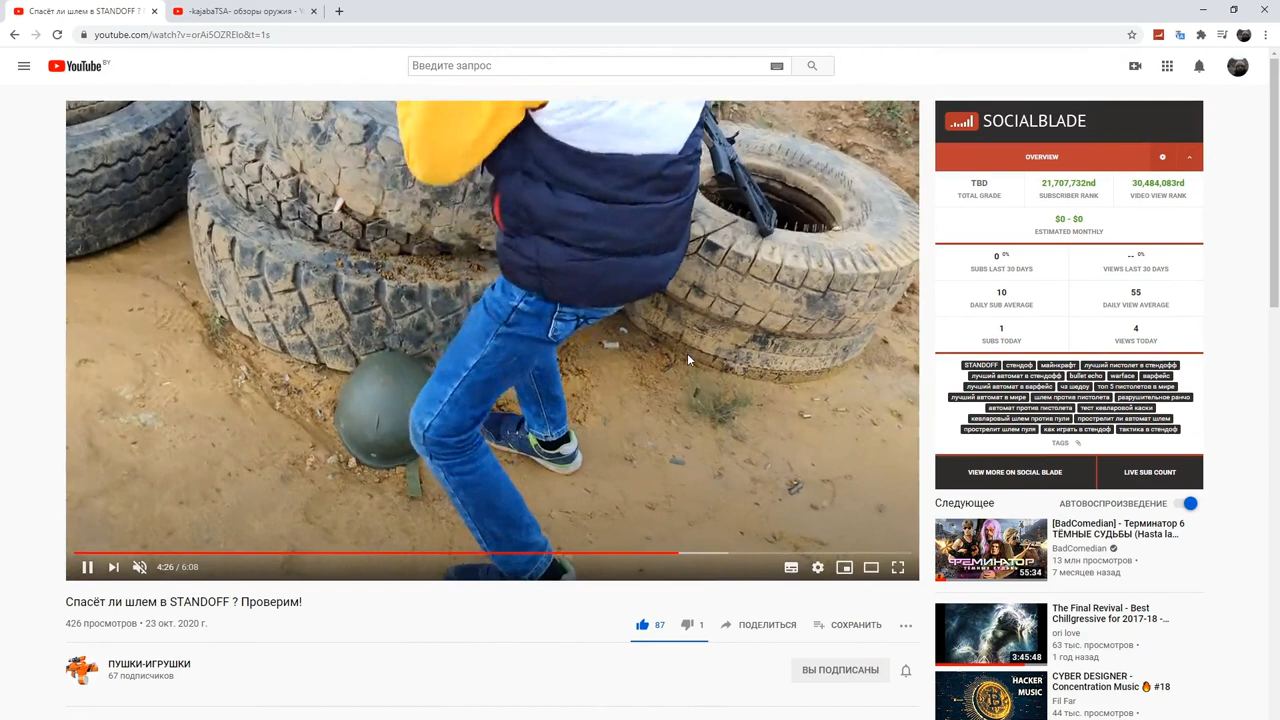 Спасёт ли шлем в STANDOFF ?
-kajabaTSA- обзоры оружия -
youtube.com/watch?v=orAi5OZREIo&t=1s
YouTube BY
Введите запрос
SOCIALBLADE
OVERVIEW
TBD 21,707,732nd 30,484,083rd
TOTAL GRADE SUBSCRIBER RANK VIDEO VIEW RANK
$0 - $0
ESTIMATED MONTHLY
0 0% -- 0%
SUBS LAST 30 DAYS VIEWS LAST 30 DAYS
10 55
DAILY SUB AVERAGE DAILY VIEW AVERAGE
1 4
SUBS TODAY VIEWS TODAY
STANDOFF стендоф майнкрафт лучший пистолет в стендофф
лучший автомат в стендофф bullet echo warface варфейс
лучший автомат в варфейс чз шедоу топ 5 пистолетов в мире
лучший автомат в мире шлем против пистолета разрушительное ранчо
автомат против пистолета тест кевларовой каски
кевларовый шлем против пули прострелит ли автомат шлем
прострелит шлем пуля как играть в стендоф тактика в стендоф
TAGS
VIEW MORE ON SOCIAL BLADE LIVE SUB COUNT
4:26 / 6:08
Спасёт ли шлем в STANDOFF ? Проверим!
426 просмотров • 23 окт. 2020 г.
87 1 ПОДЕЛИТЬСЯ СОХРАНИТЬ
ПУШКИ-ИГРУШКИ
67 подписчиков
ВЫ ПОДПИСАНЫ
Следующее АВТОВОСПРОИЗВЕДЕНИЕ
ФЕМИНАТОР
55:34
[BadComedian] - Терминатор 6
ТЁМНЫЕ СУДЬБЫ (Hasta la...
BadComedian
13 млн просмотров •
7 месяцев назад
3:45:48
The Final Revival - Best
Chillgressive for 2017-18 -...
ori love
63 тыс. просмотров •
1 год назад
HACKER
MUSIC
CYBER DESIGNER -
Concentration Music 🔥 #18
Fil Far
44 тыс. просмотров •